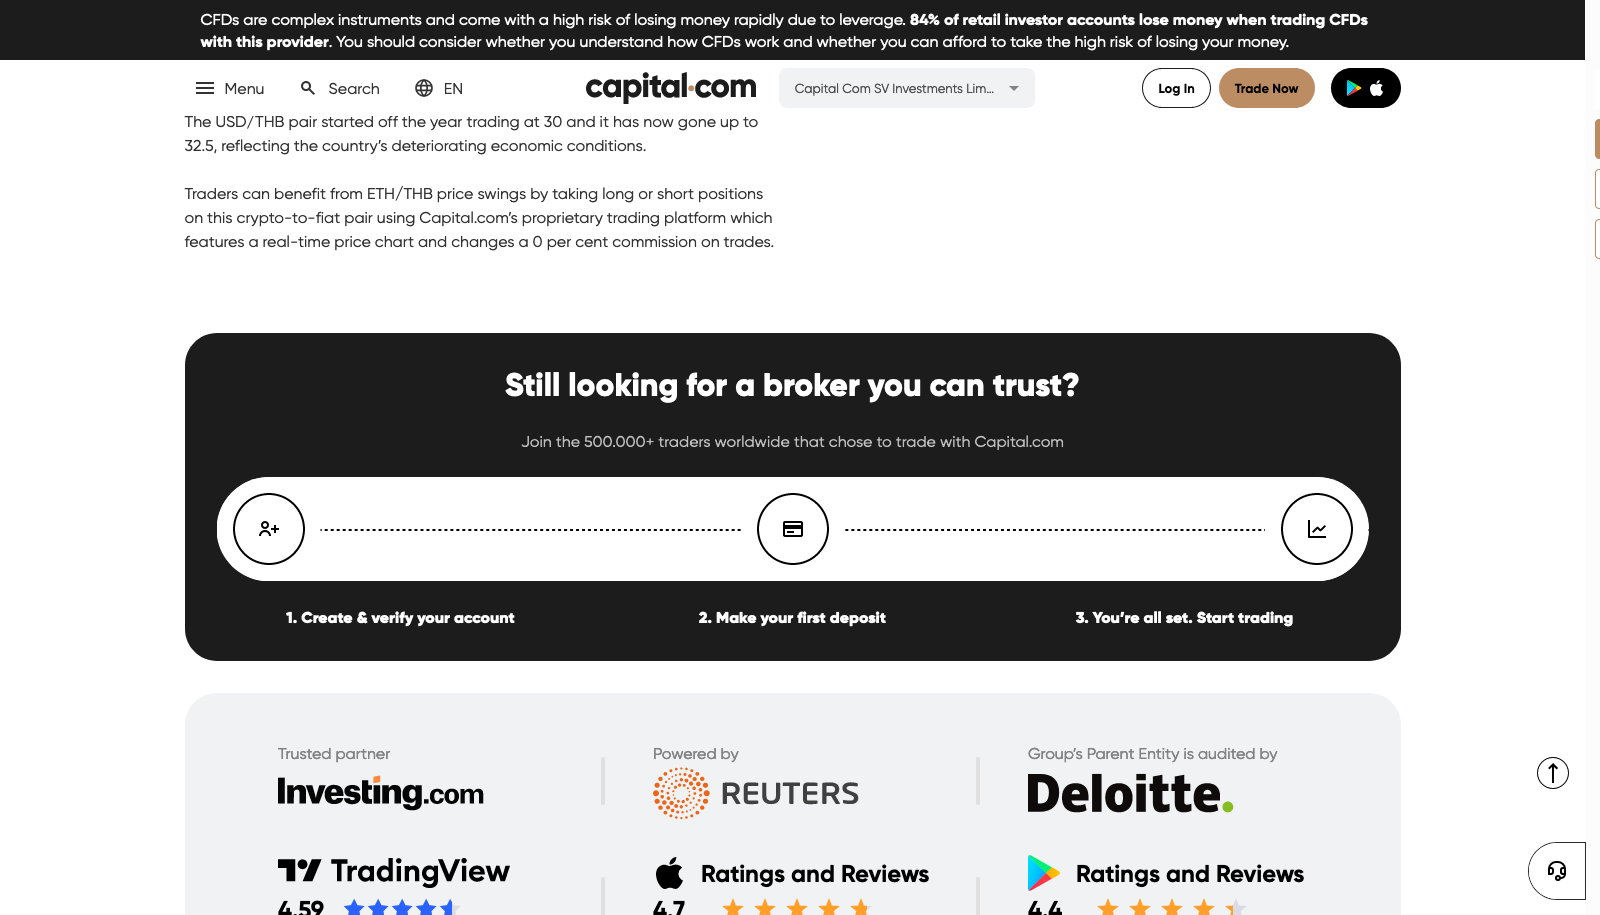 CFDs are complex instruments and come with a high risk of losing money rapidly due to leverage. 84% of retail investor accounts lose money when trading CFDs
with this provider. You should consider whether you understand how CFDs work and whether you can afford to take the high risk of losing your money.
Menu
Search
EN
capital.com
Capital Com SV Investments Lim...
Log In
Trade Now
The USD/THB pair started off the year trading at 30 and it has now gone up to
32.5, reflecting the country's deteriorating economic conditions.
Traders can benefit from ETH/THB price swings by taking long or short positions
on this crypto-to-fiat pair using Capital.com's proprietary trading platform which
features a real-time price chart and changes a 0 per cent commission on trades.
Still looking for a broker you can trust?
Join the 500.000+ traders worldwide that chose to trade with Capital.com
1. Create & verify your account
2. Make your first deposit
3. You're all set. Start trading
Trusted partner
Investing.com
Powered by
REUTERS
Group's Parent Entity is audited by
Deloitte.
TradingView
4.59
Ratings and Reviews
4.7
Ratings and Reviews
4.4